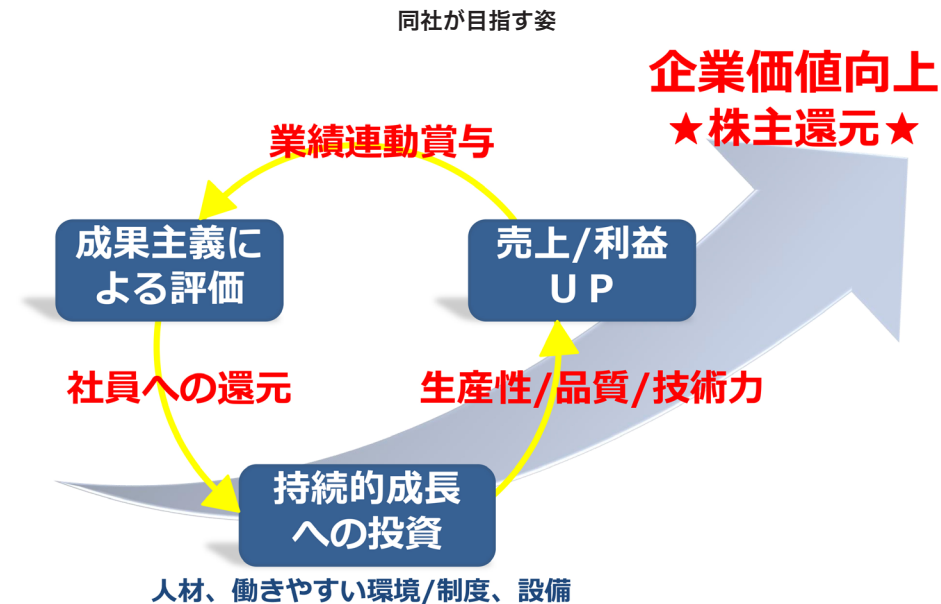 同社が目指す姿
企業価値向上
★株主還元★
業績連動賞与
成果主義に
よる評価
売上/利益
ＵＰ
社員への還元
生産性/品質/技術力
持続的成長
への投資
人材、働きやすい環境/制度、設備